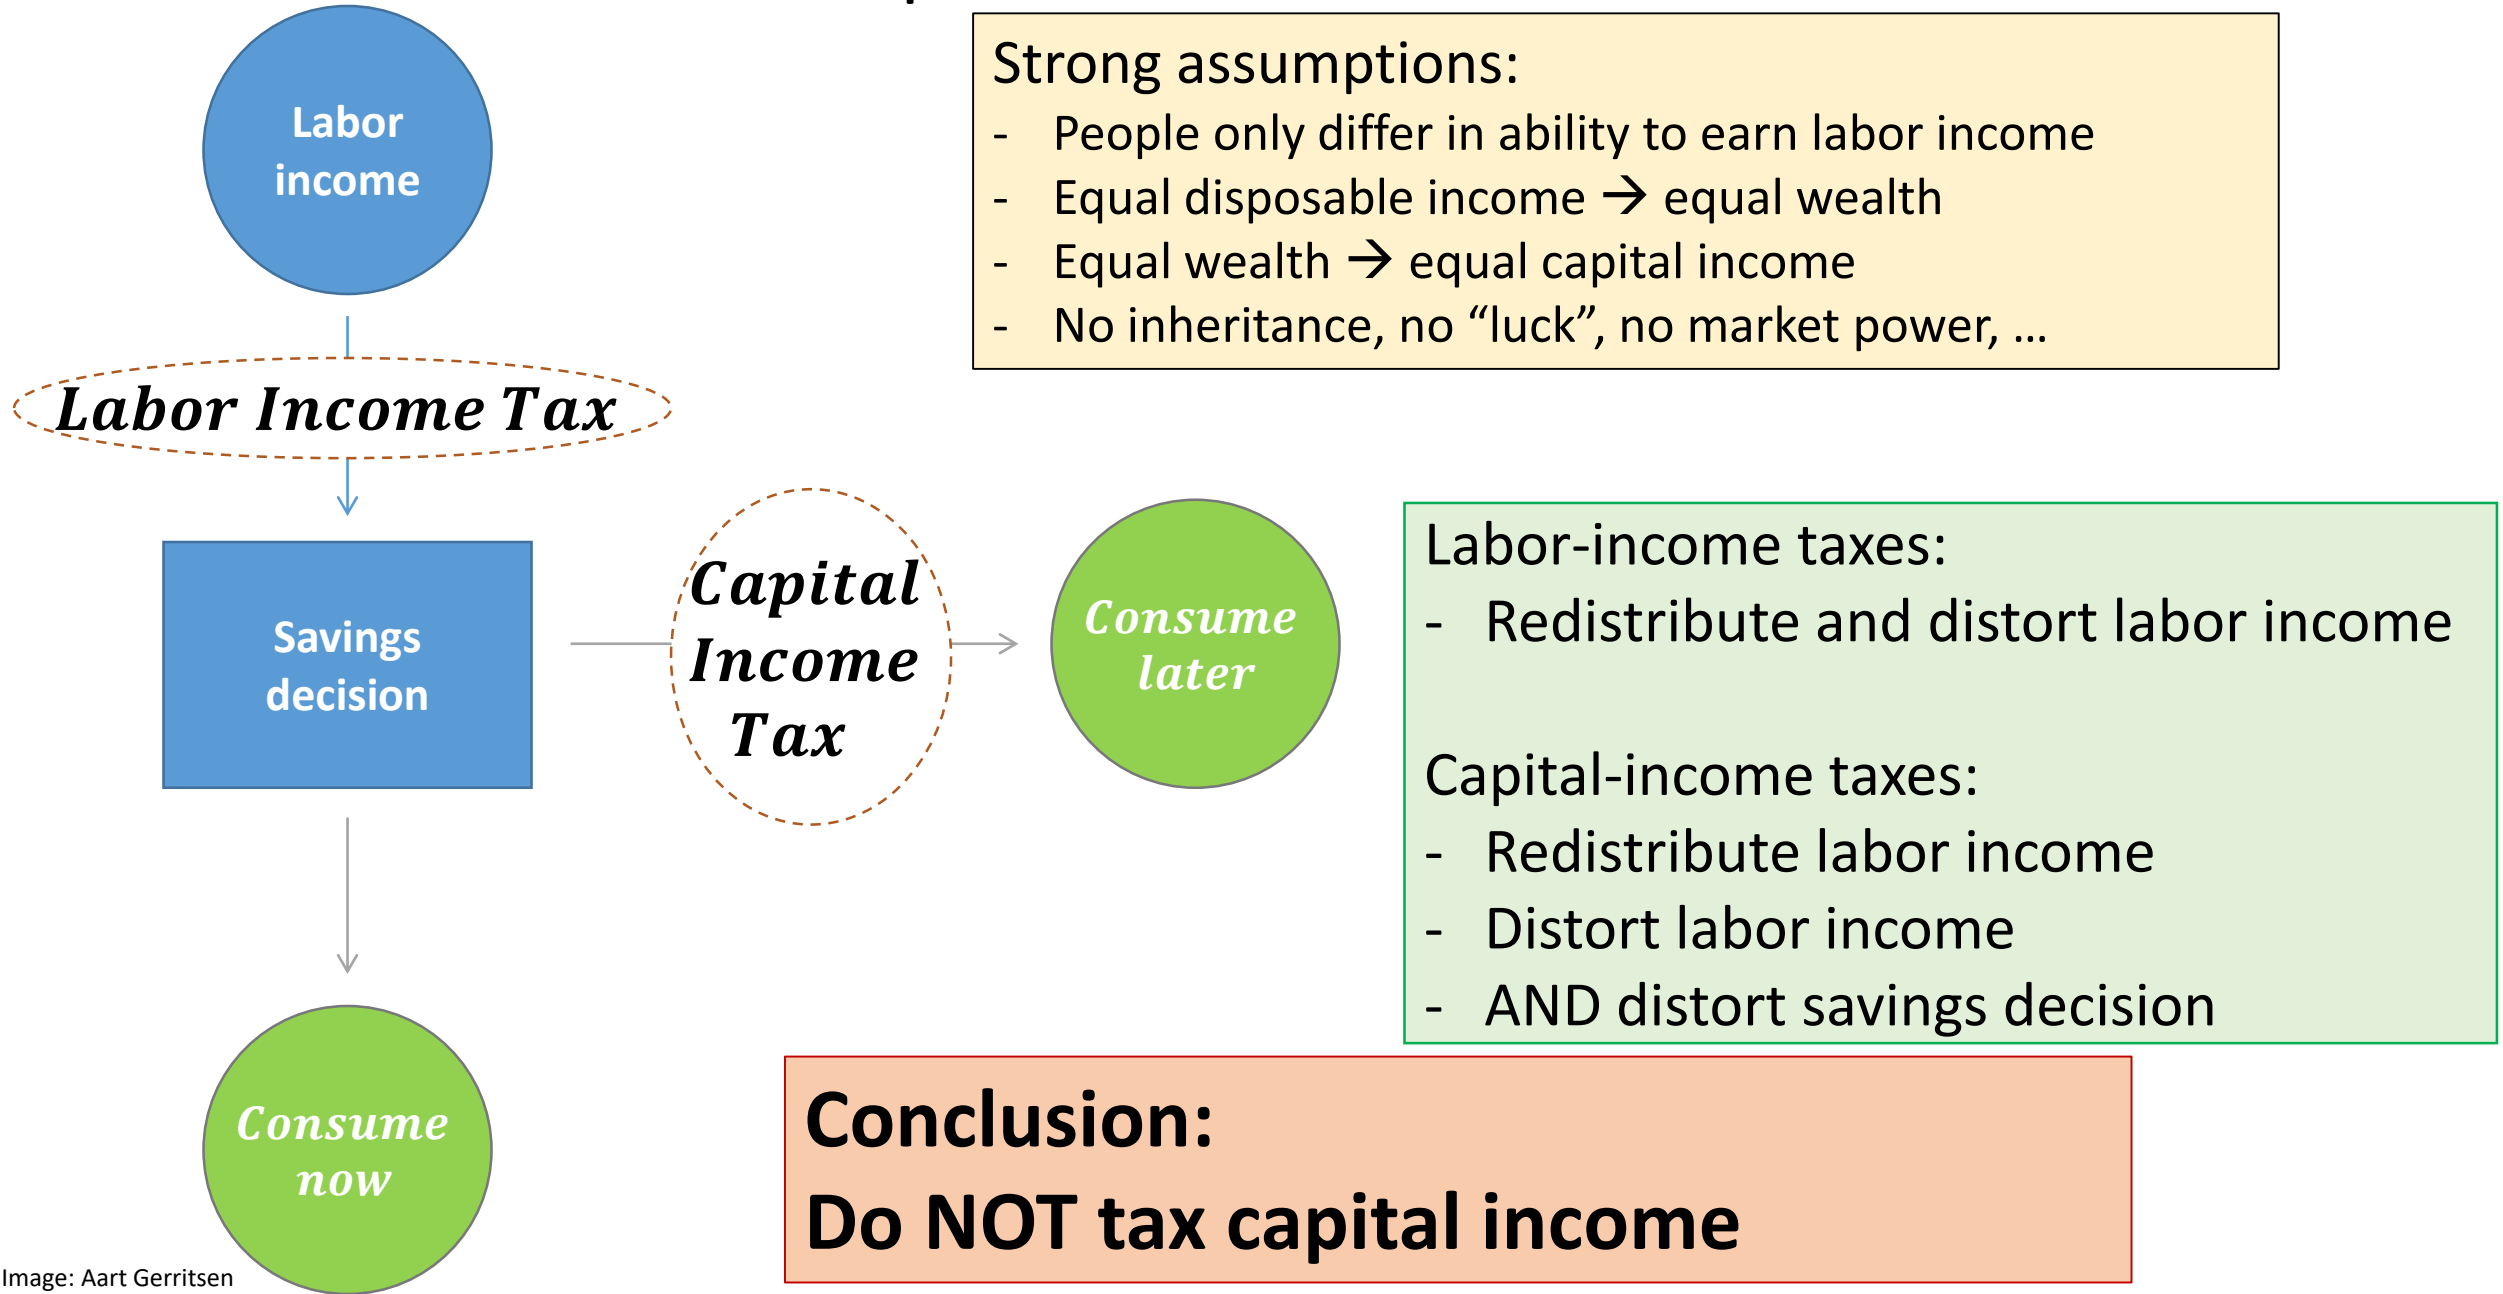 Labor
income
Labor Income Tax
Savings
decision
Capital
Income
Tax
Consume
later
Consume
now
Strong assumptions:
- People only differ in ability to earn labor income
- Equal disposable income → equal wealth
- Equal wealth → equal capital income
- No inheritance, no “luck”, no market power, …
Labor-income taxes:
- Redistribute and distort labor income
Capital-income taxes:
- Redistribute labor income
- Distort labor income
- AND distort savings decision
Conclusion:
Do NOT tax capital income
Image: Aart Gerritsen